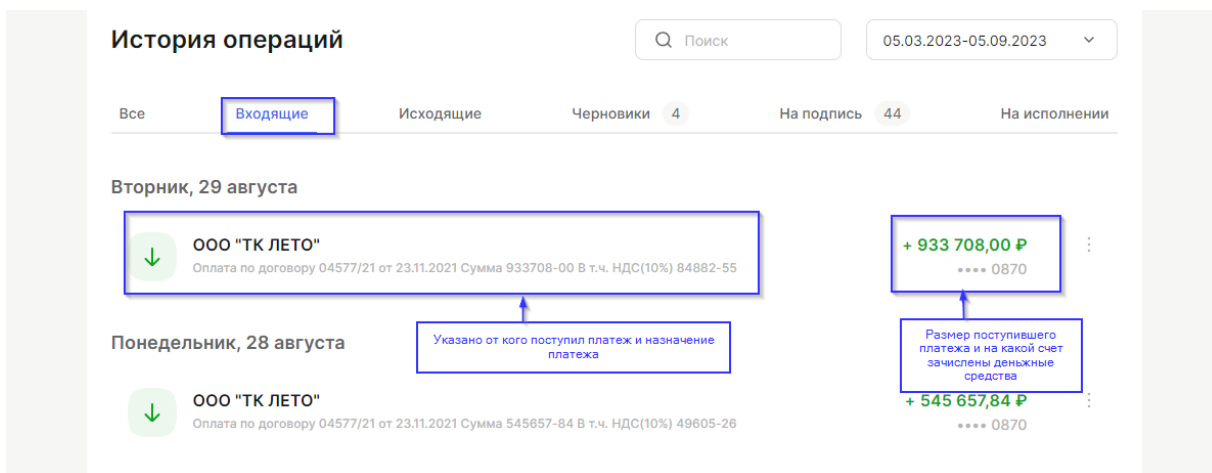 История операций
Поиск
05.03.2023-05.09.2023
Все Входящие Исходящие Черновики 4 На подпись 44 На исполнении
Вторник, 29 августа
ООО "ТК ЛЕТО"
+ 933 708,00 ₽
Оплата по договору 04577/21 от 23.11.2021 Сумма 933708-00 В т.ч. НДС(10%) 84882-55
•••• 0870
Указано от кого поступил платеж и назначение
платежа
Размер поступившего
платежа и на какой счет
зачислены деньжные
средства
Понедельник, 28 августа
ООО "ТК ЛЕТО"
+ 545 657,84 ₽
Оплата по договору 04577/21 от 23.11.2021 Сумма 545657-84 В т.ч. НДС(10%) 49605-26
•••• 0870